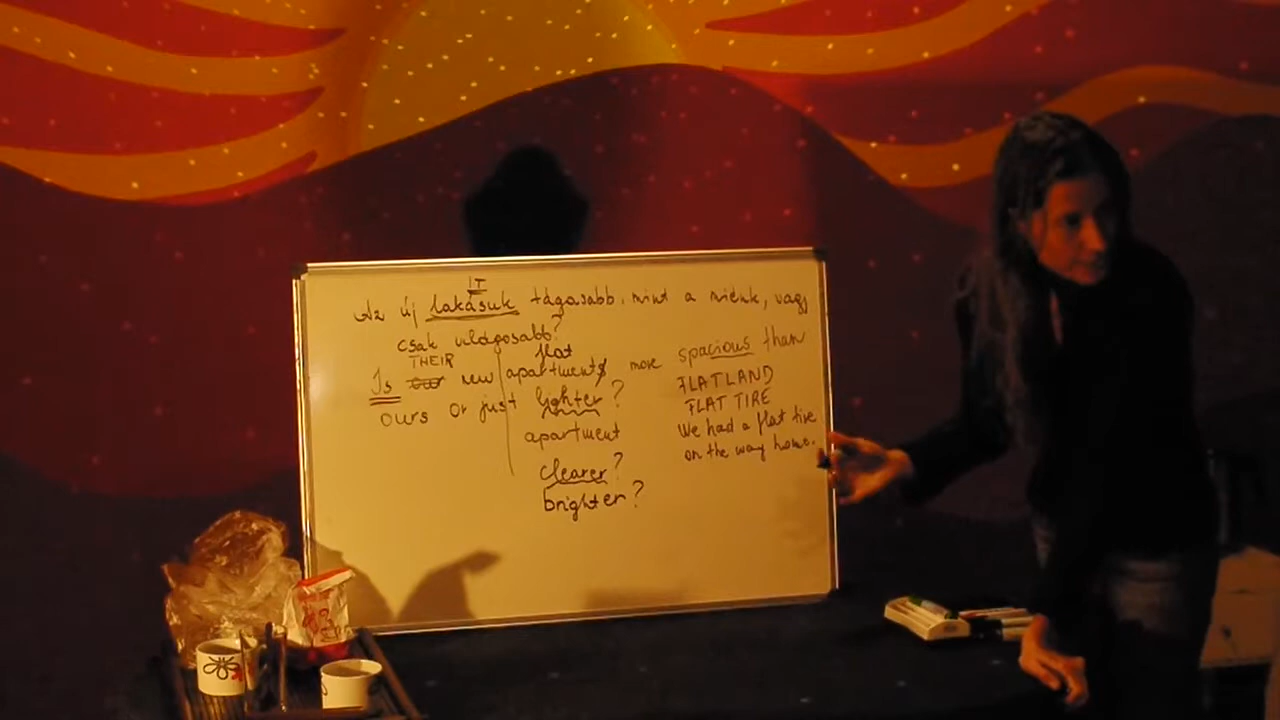 IT
Az új lakásuk tágasabb, mint a miénk, vagy
csak világosabb?
THEIR flat
Is our new apartments more spacious than
ours or just lighter?
apartment
clearer?
brighter?
FLATLAND
FLAT TIRE
We had a flat tire
on the way home.